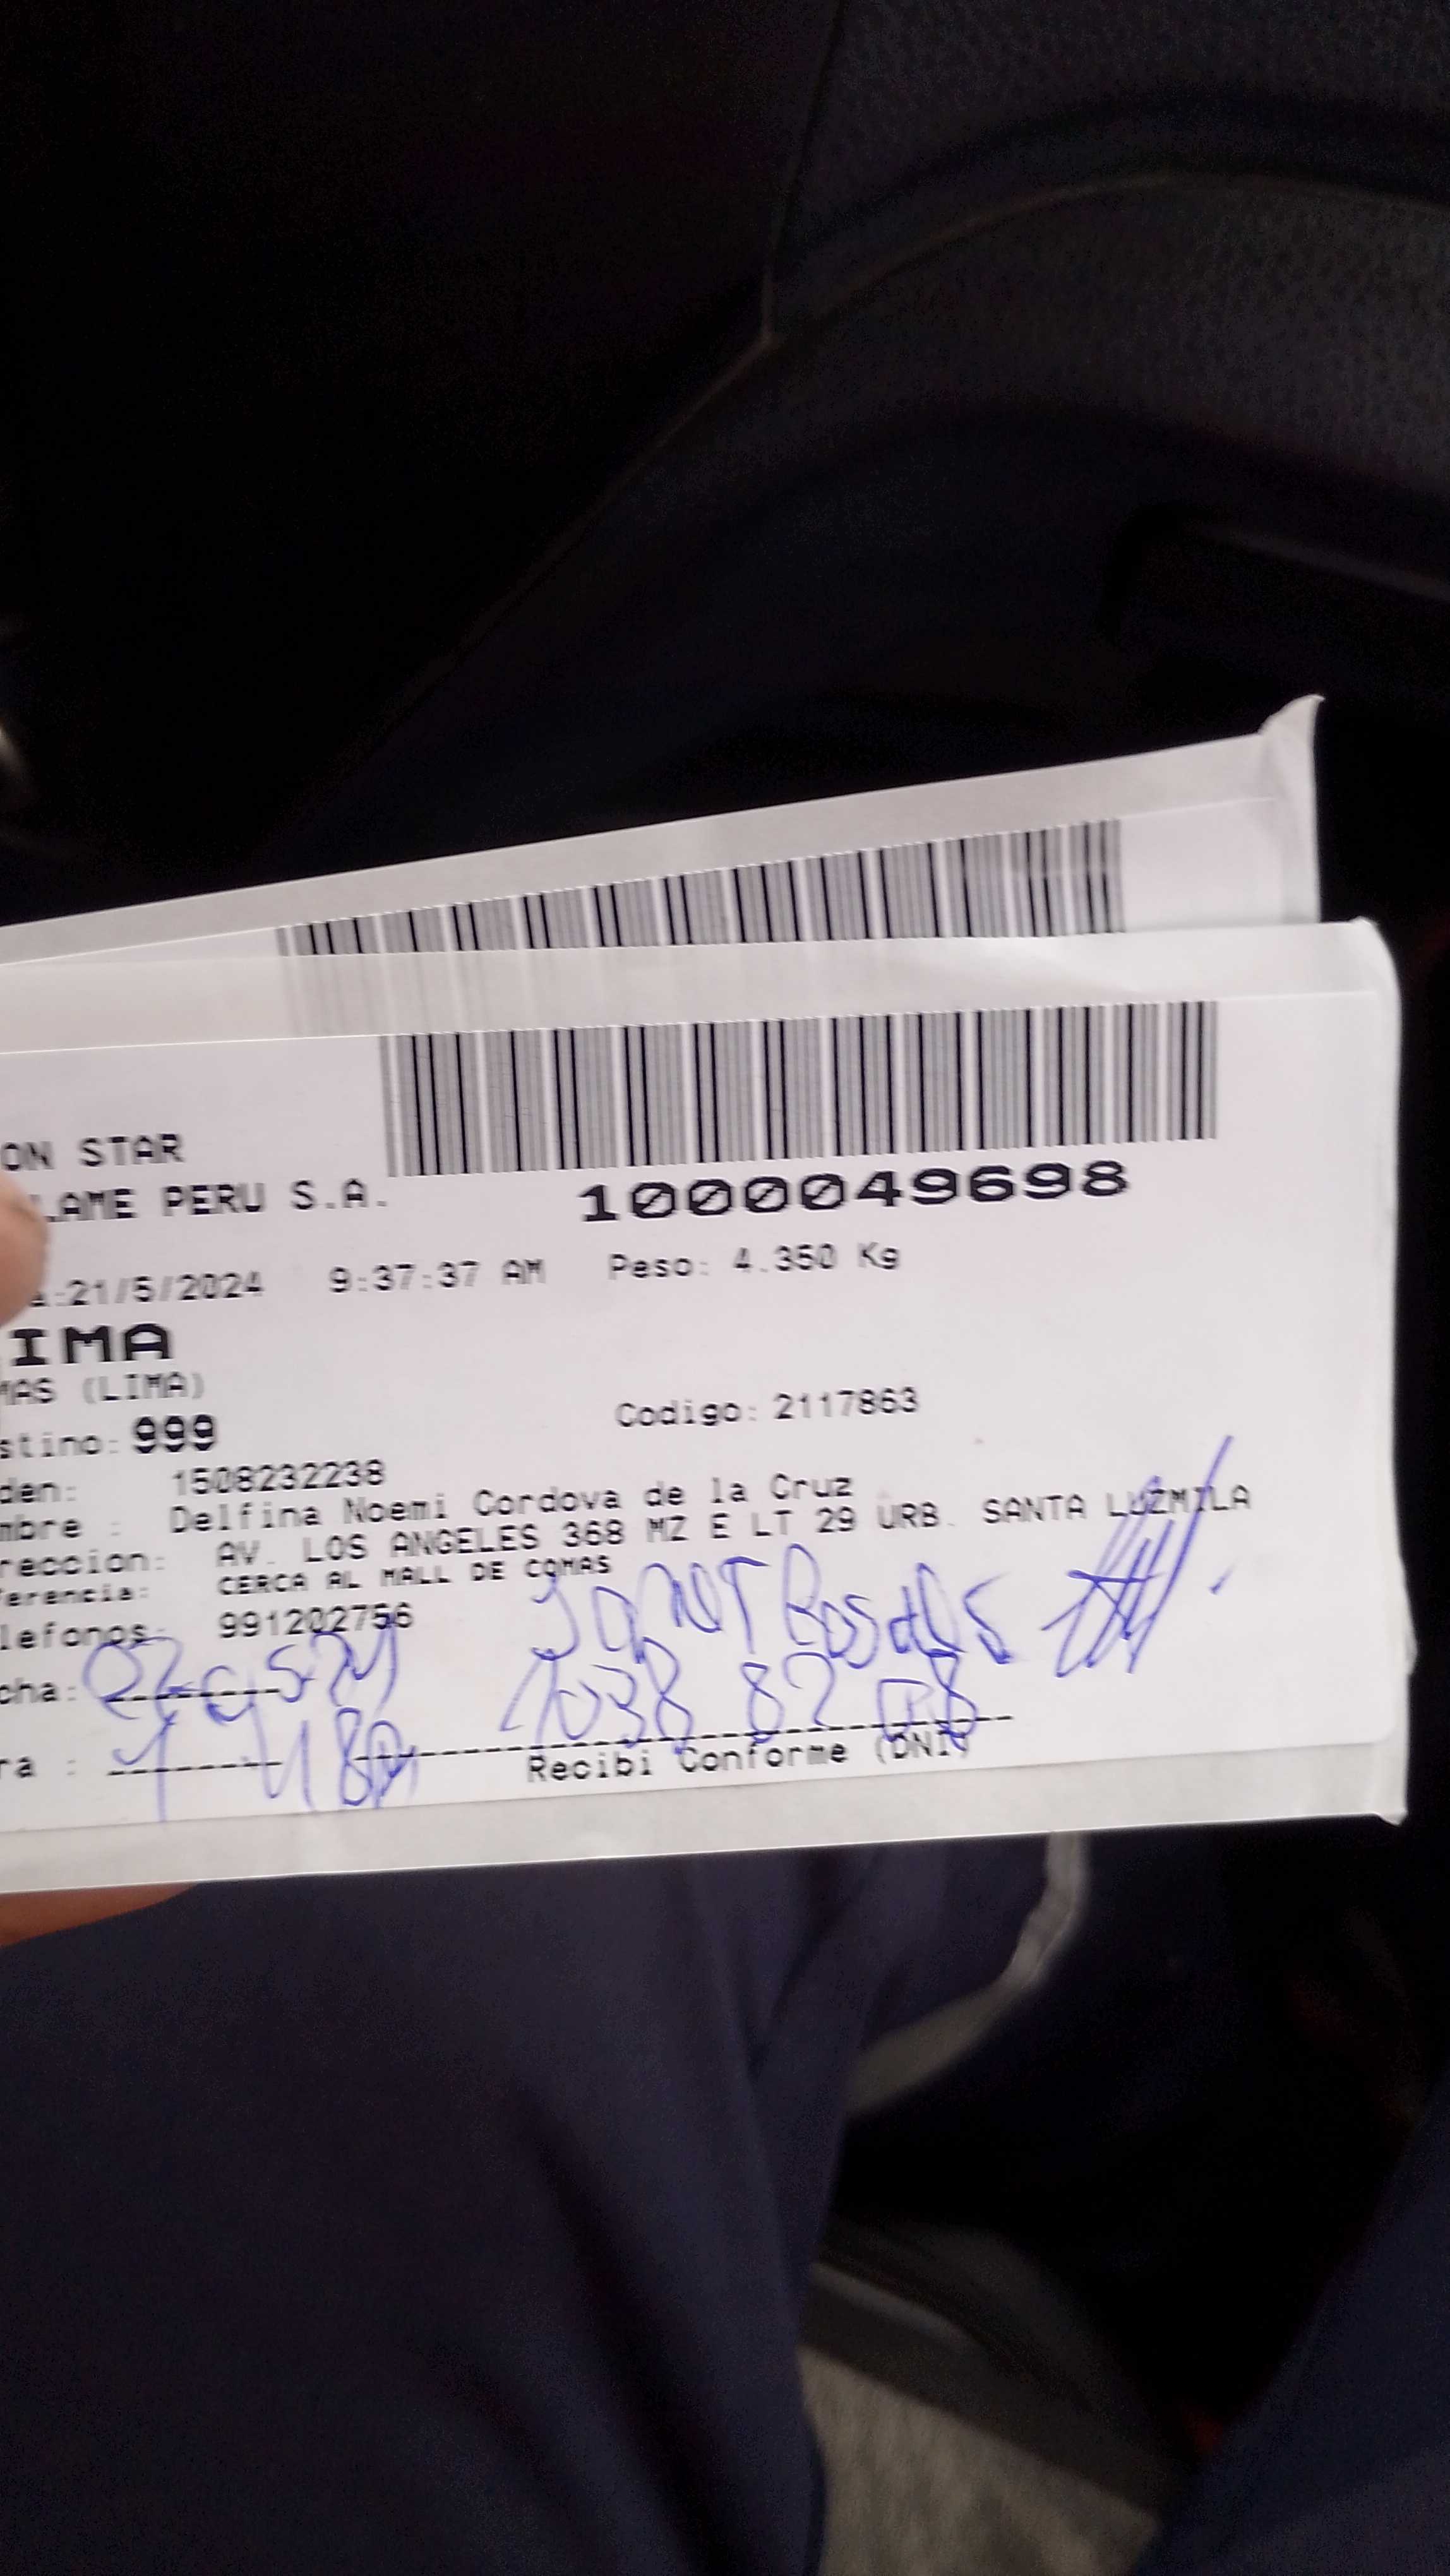 ON STAR
LAME PERU S.A.
1000049698
a:21/5/2024 9:37:37 AM Peso: 4.350 Kg
IMA
MAS (LIMA)
stino: 999 Codigo: 2117863
den: 1508232238
mbre : Delfina Noemi Cordova de la Cruz
reccion: AV. LOS ANGELES 368 MZ E LT 29 URB. SANTA LUZMILA
ferencia: CERCA AL MALL DE COMAS
lefonos: 991202756
cha:
ra :
Recibi Conforme (DNI)